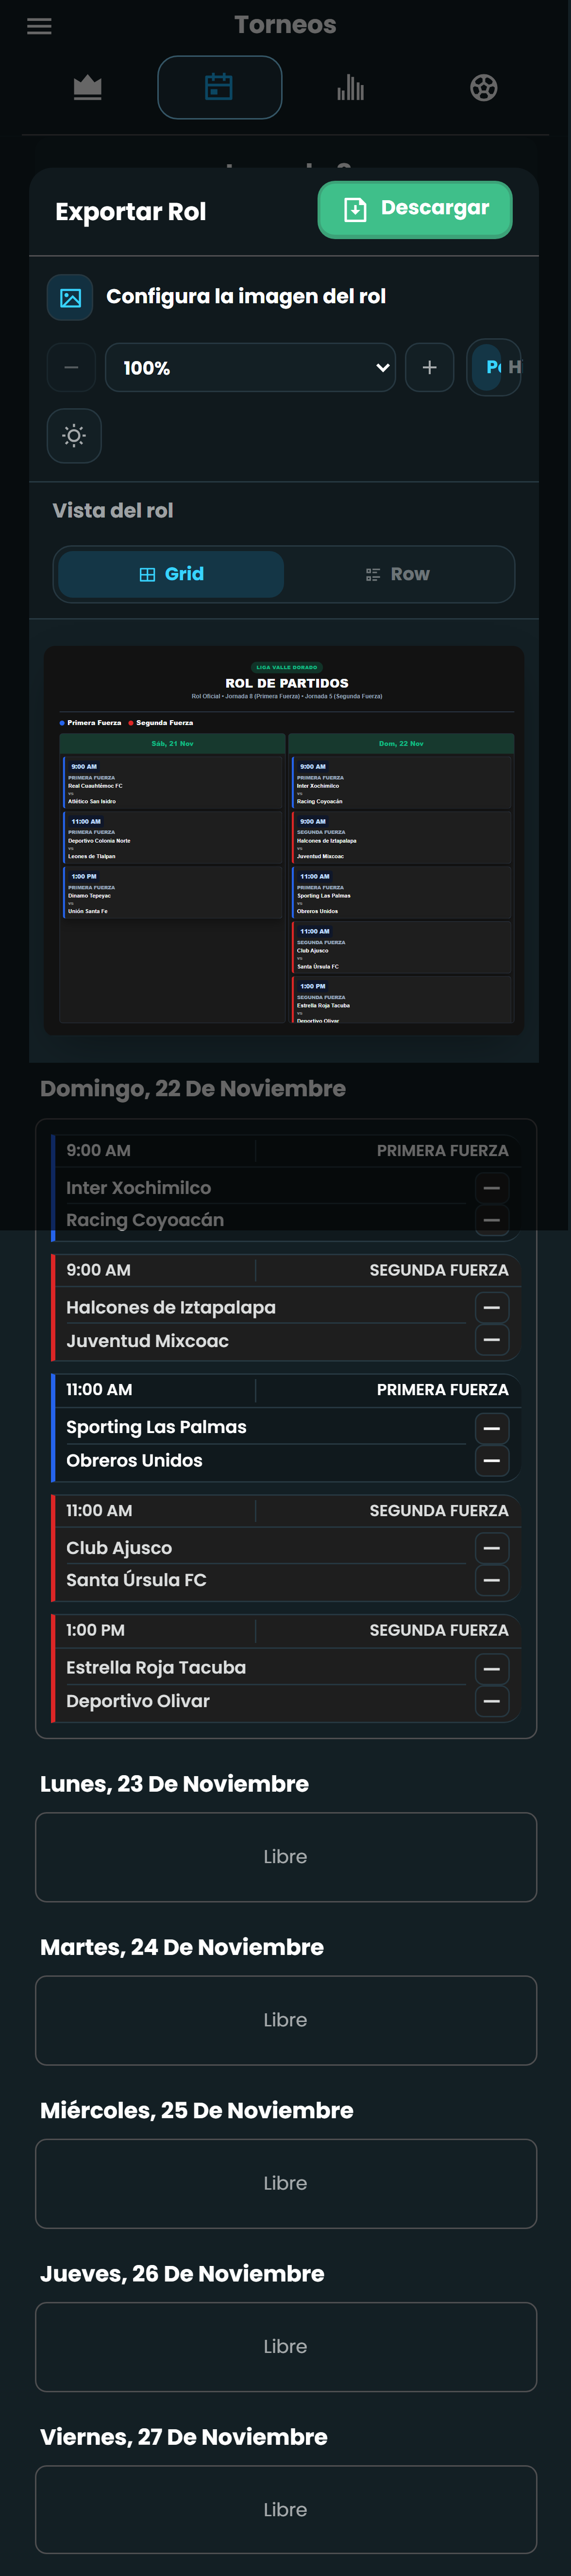 Torneos
Exportar Rol
Descargar
Configura la imagen del rol
100%
H
Vista del rol
Grid
Row
LIGA VALLE DORADO
ROL DE PARTIDOS
Rol Oficial • Jornada 8 (Primera Fuerza) • Jornada 5 (Segunda Fuerza)
Primera Fuerza Segunda Fuerza
Sáb, 21 Nov
9:00 AM
PRIMERA FUERZA
Real Cuauhtémoc FC
vs
Atlético San Isidro
11:00 AM
PRIMERA FUERZA
Deportivo Colonia Norte
vs
Leones de Tlalpan
1:00 PM
PRIMERA FUERZA
Dinamo Tepeyac
vs
Unión Santa Fe
Dom, 22 Nov
9:00 AM
PRIMERA FUERZA
Inter Xochimilco
vs
Racing Coyoacán
9:00 AM
SEGUNDA FUERZA
Halcones de Iztapalapa
vs
Juventud Mixcoac
11:00 AM
PRIMERA FUERZA
Sporting Las Palmas
vs
Obreros Unidos
11:00 AM
SEGUNDA FUERZA
Club Ajusco
vs
Santa Úrsula FC
1:00 PM
SEGUNDA FUERZA
Estrella Roja Tacuba
vs
Deportivo Olivar
Domingo, 22 De Noviembre
9:00 AM PRIMERA FUERZA
Inter Xochimilco
Racing Coyoacán
9:00 AM SEGUNDA FUERZA
Halcones de Iztapalapa
Juventud Mixcoac
11:00 AM PRIMERA FUERZA
Sporting Las Palmas
Obreros Unidos
11:00 AM SEGUNDA FUERZA
Club Ajusco
Santa Úrsula FC
1:00 PM SEGUNDA FUERZA
Estrella Roja Tacuba
Deportivo Olivar
Lunes, 23 De Noviembre
Libre
Martes, 24 De Noviembre
Libre
Miércoles, 25 De Noviembre
Libre
Jueves, 26 De Noviembre
Libre
Viernes, 27 De Noviembre
Libre